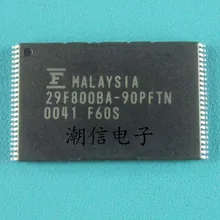 MALAYSIA
29F800BA-90PFTN
0041 F60S
潮信电子